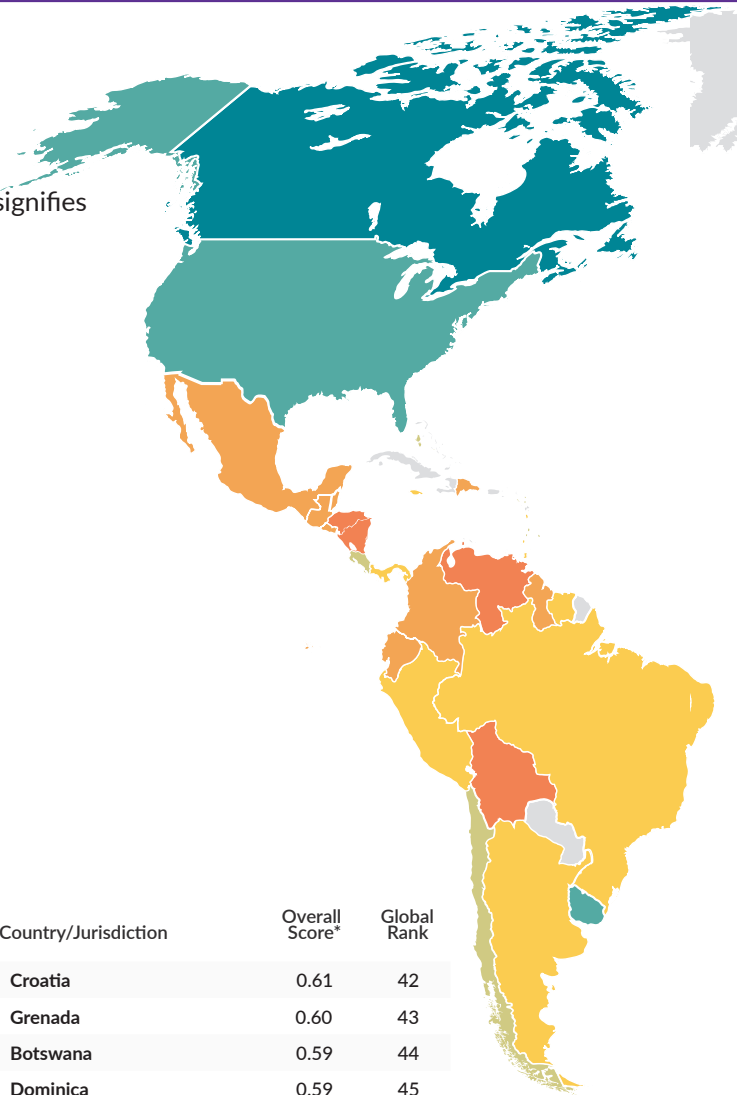 signifies
Country/Jurisdiction Overall Score* Global Rank
Croatia 0.61 42
Grenada 0.60 43
Botswana 0.59 44
Dominica 0.59 45